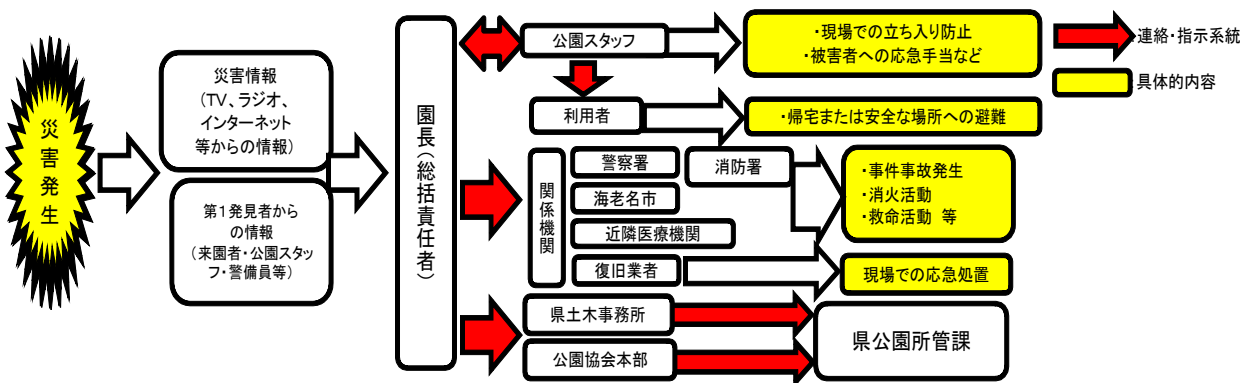 災害発生
災害情報
(TV、ラジオ、
インターネット
等からの情報)
第1発見者から
の情報
(来園者・公園スタッ
フ・警備員等)
園長(総括責任者)
公園スタッフ
・現場での立ち入り防止
・被害者への応急手当など
利用者
・帰宅または安全な場所への避難
関係機関
警察署
消防署
海老名市
近隣医療機関
復旧業者
・事件事故発生
・消火活動
・救命活動 等
現場での応急処置
県土木事務所
公園協会本部
県公園所管課
連絡・指示系統
具体的内容